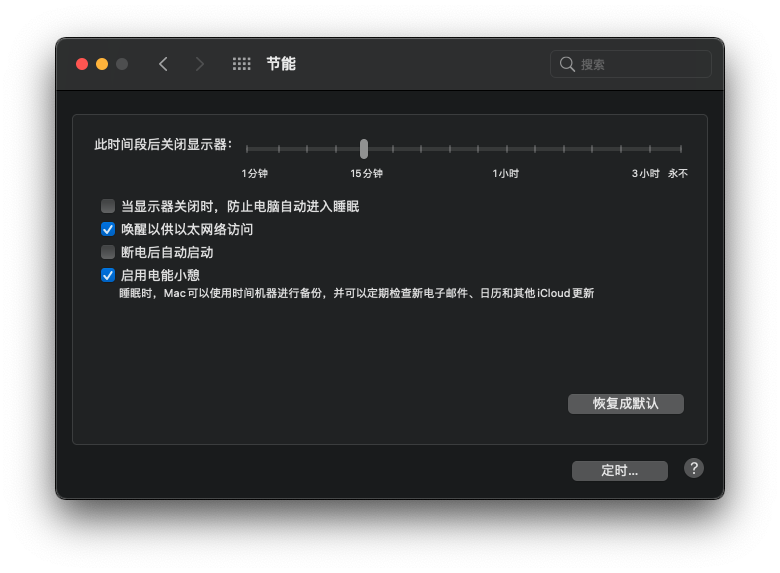 节能
搜索
此时间段后关闭显示器：
1分钟 15分钟 1小时 3小时 永不
当显示器关闭时，防止电脑自动进入睡眠
唤醒以供以太网络访问
断电后自动启动
启用电能小憩
睡眠时，Mac可以使用时间机器进行备份，并可以定期检查新电子邮件、日历和其他iCloud更新
恢复成默认
定时...
?